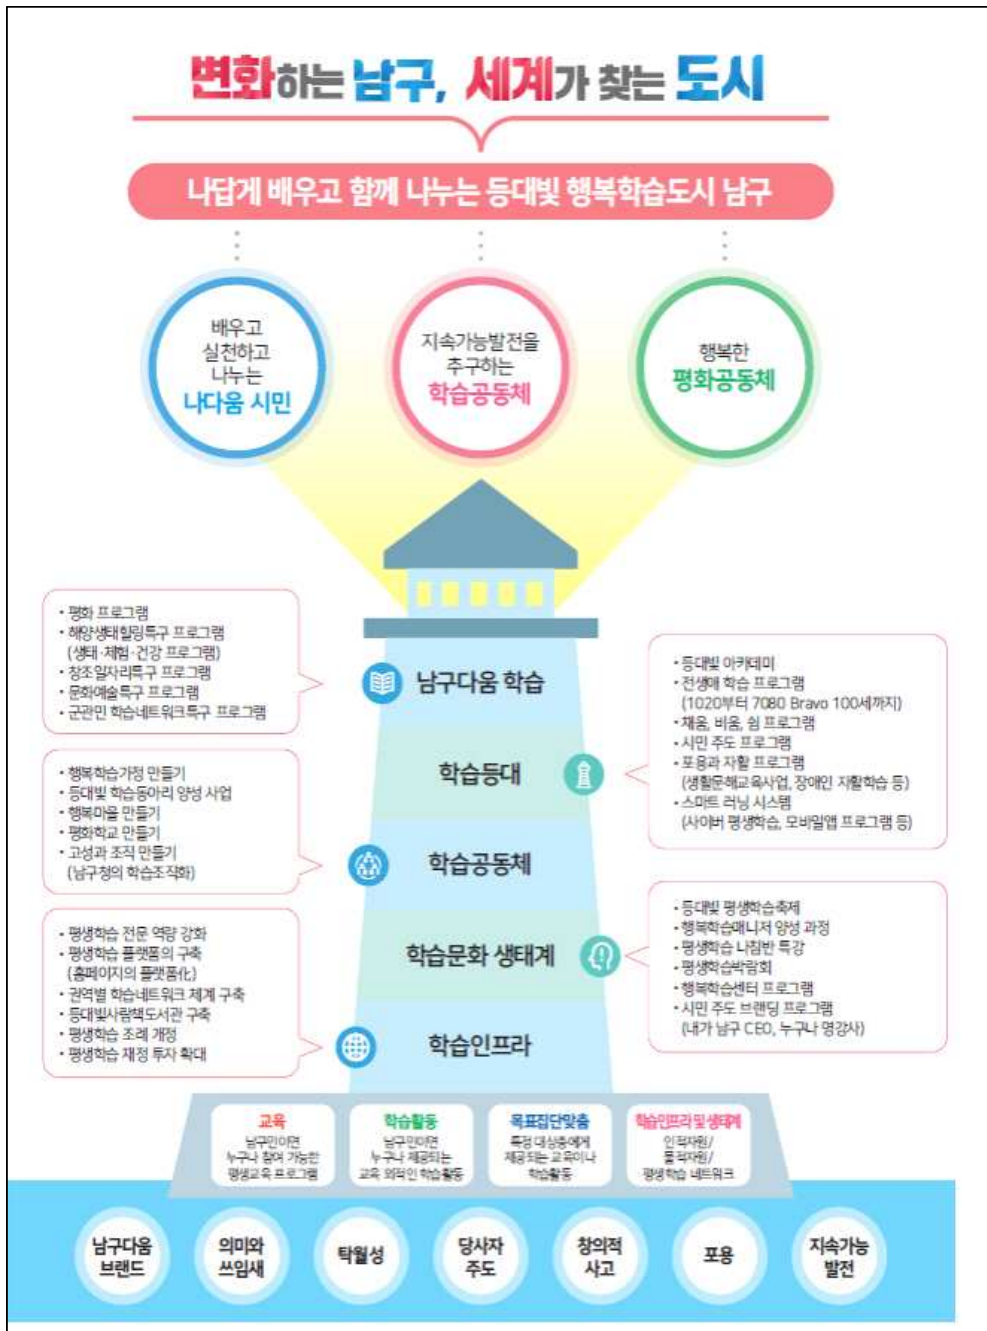 변화하는 남구, 세계가 찾는 도시
나답게 배우고 함께 나누는 등대빛 행복학습도시 남구
배우고
실천하고
나누는
나다움 시민
지속가능발전을
추구하는
학습공동체
행복한
평화공동체
• 평화 프로그램
• 해양생태힐링특구 프로그램
(생태·체험·건강 프로그램)
• 창조일자리특구 프로그램
• 문화예술특구 프로그램
• 군관민 학습네트워크특구 프로그램
남구다움 학습
• 등대빛 아카데미
• 전생애 학습 프로그램
(1020부터 7080 Bravo 100세까지)
• 채움, 비움, 쉼 프로그램
• 시민 주도 프로그램
• 포용과 자활 프로그램
(생활문해교육사업, 장애인 자활학습 등)
• 스마트 러닝 시스템
(사이버 평생학습, 모바일앱 프로그램 등)
학습등대
• 행복학습가정 만들기
• 등대빛 학습동아리 양성 사업
• 행복마을 만들기
• 평화학교 만들기
• 고성과 조직 만들기
(남구청의 학습조직화)
학습공동체
• 등대빛 평생학습축제
• 행복학습매니저 양성 과정
• 평생학습 나침반 특강
• 평생학습박람회
• 행복학습센터 프로그램
• 시민 주도 브랜딩 프로그램
(내가 남구 CEO, 누구나 명강사)
학습문화 생태계
• 평생학습 전문 역량 강화
• 평생학습 플랫폼의 구축
(홈페이지의 플랫폼化)
• 권역별 학습네트워크 체계 구축
• 등대빛사람책도서관 구축
• 평생학습 조례 개정
• 평생학습 재정 투자 확대
학습인프라
교육
남구민이면
누구나 참여 가능한
평생교육 프로그램
학습활동
남구민이면
누구나 제공되는
교육 외적인 학습활동
목표집단맞춤
특정 대상층에게
제공되는 교육이나
학습활동
학습인프라 및 생태계
인적자원/
물적자원/
평생학습 네트워크
남구다움
브랜드
의미와
쓰임새
탁월성
당사자
주도
창의적
사고
포용
지속가능
발전